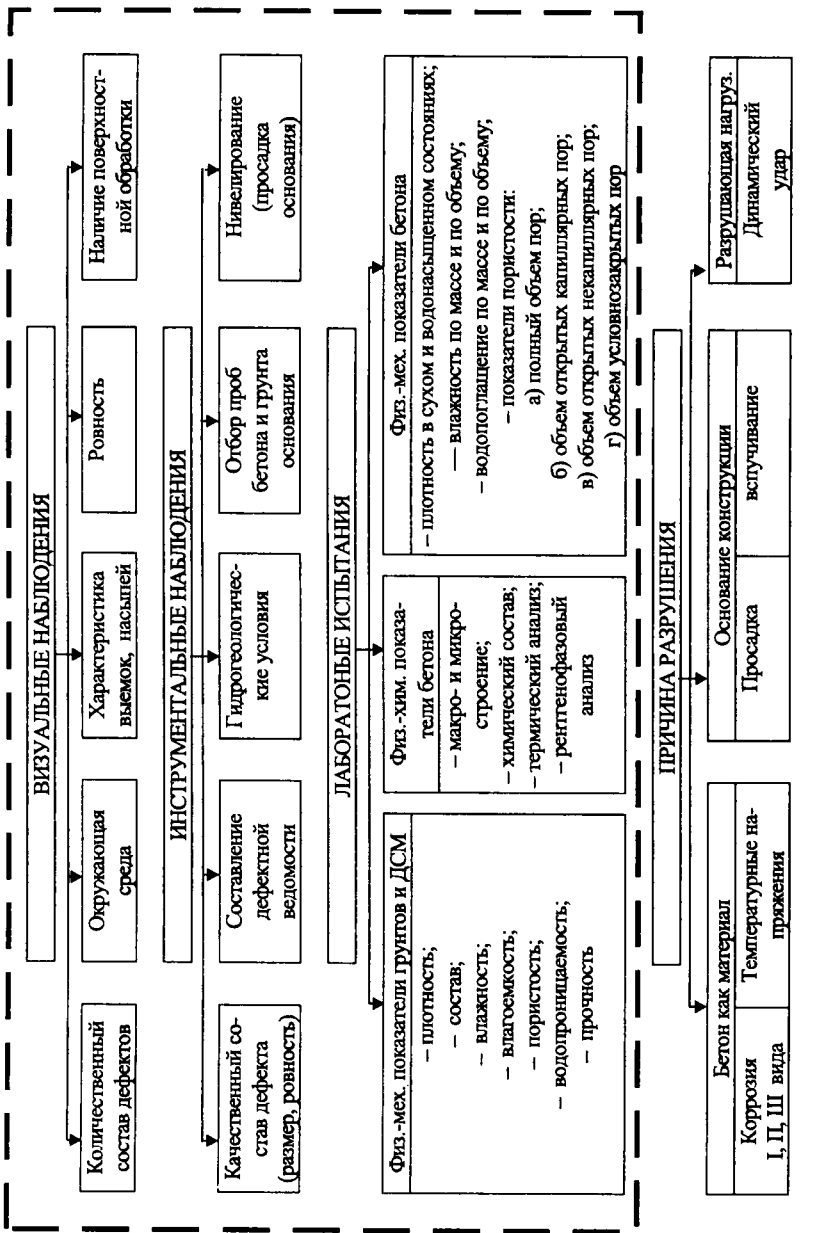 ВИЗУАЛЬНЫЕ НАБЛЮДЕНИЯ
Количественный
состав дефектов
Окружающая
среда
Характеристика
выемок, насыпей
Ровность
Наличие поверхност-
ной обработки
ИНСТРУМЕНТАЛЬНЫЕ НАБЛЮДЕНИЯ
Качественный со-
став дефекта
(размер, ровность)
Составление
дефектной
ведомости
Гидрогеологичес-
кие условия
Отбор проб
бетона и грунта
основания
Нивелирование
(просадка
основания)
ЛАБОРАТОНЫЕ ИСПЫТАНИЯ
Физ.-мех. показатели грунтов и ДСМ
– плотность;
– состав;
– влажность;
– влагоемкость;
– пористость;
– водопроницаемость;
– прочность
Физ.-хим. показа-
тели бетона
– макро- и микро-
строение;
– химический состав;
– термический анализ;
– рентгенофазовый
анализ
Физ.-мех. показатели бетона
– плотность в сухом и водонасыщенном состояниях;
— влажность по массе и по объему;
– водопоглащение по массе и по объему;
– показатели пористости:
а) полный объем пор;
б) объем открытых капиллярных пор;
в) объем открытых некапиллярных пор;
г) объем условнозакрытых пор
ПРИЧИНА РАЗРУШЕНИЯ
Бетон как материал
Коррозия
I, П, Ш вида
Температурные на-
пряжения
Основание конструкции
Просадка
вспучивание
Разрушающая нагруз.
Динамический
удар